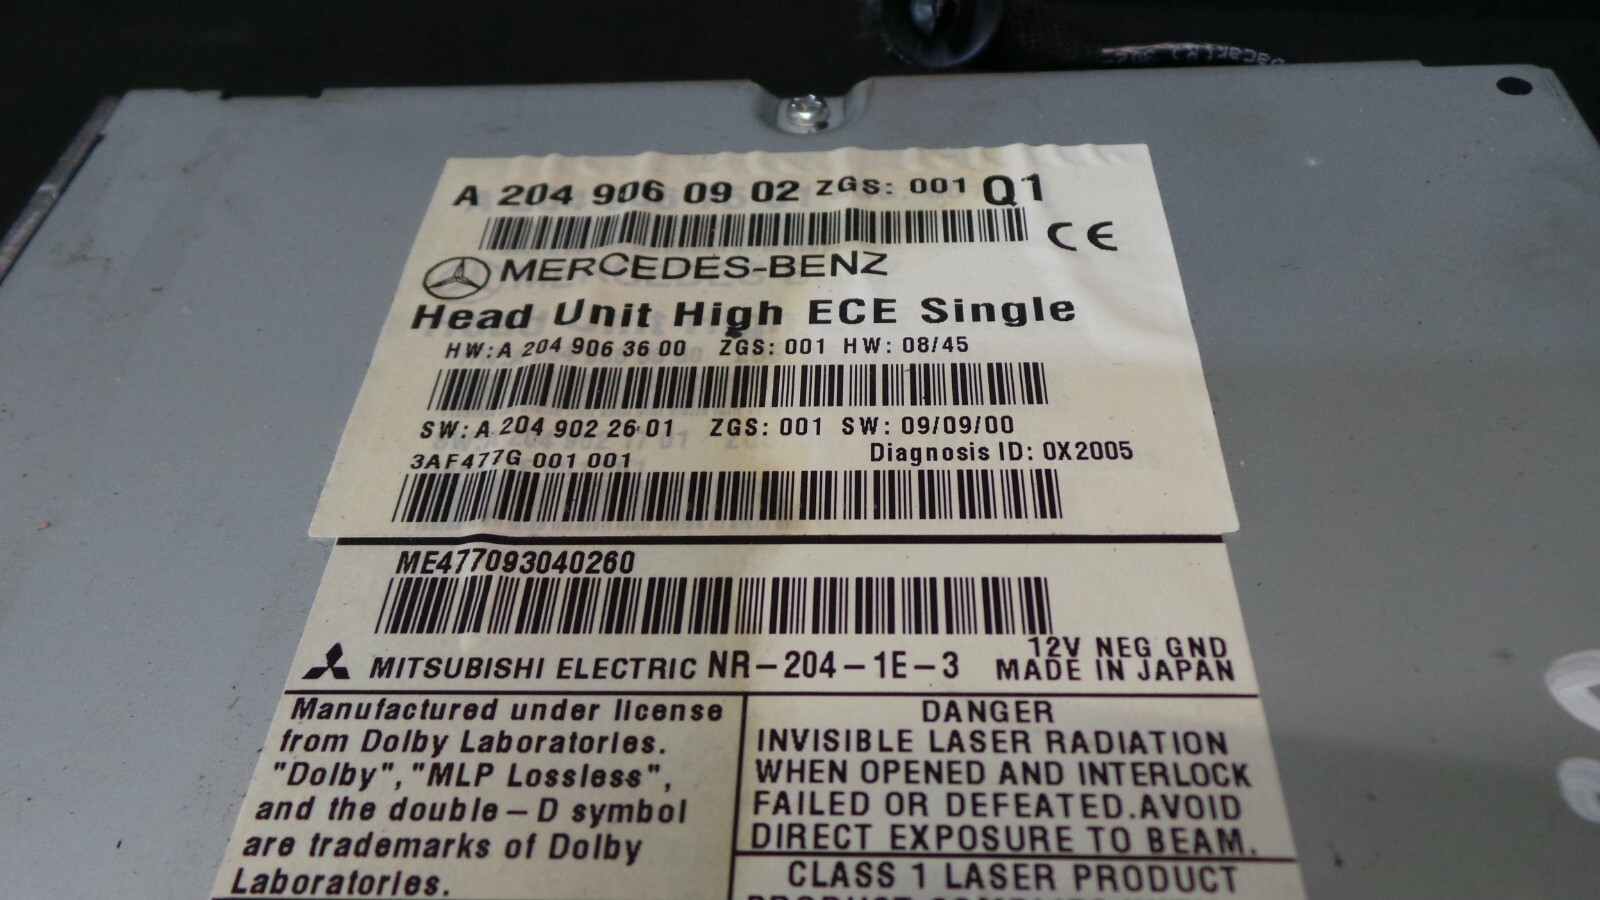 A 204 906 09 02 ZGS: 001 Q1
CE
MERCEDES-BENZ
Head Unit High ECE Single
HW: A 204 906 36 00 ZGS: 001 HW: 08/45
SW: A 204 902 26 01 ZGS: 001 SW: 09/09/00
3AF477G 001 001 Diagnosis ID: 0X2005
ME477093040260
MITSUBISHI ELECTRIC NR-204-1E-3
12V NEG GND
MADE IN JAPAN
Manufactured under license
from Dolby Laboratories.
"Dolby", "MLP Lossless",
and the double-D symbol
are trademarks of Dolby
Laboratories.
DANGER
INVISIBLE LASER RADIATION
WHEN OPENED AND INTERLOCK
FAILED OR DEFEATED. AVOID
DIRECT EXPOSURE TO BEAM.
CLASS 1 LASER PRODUCT